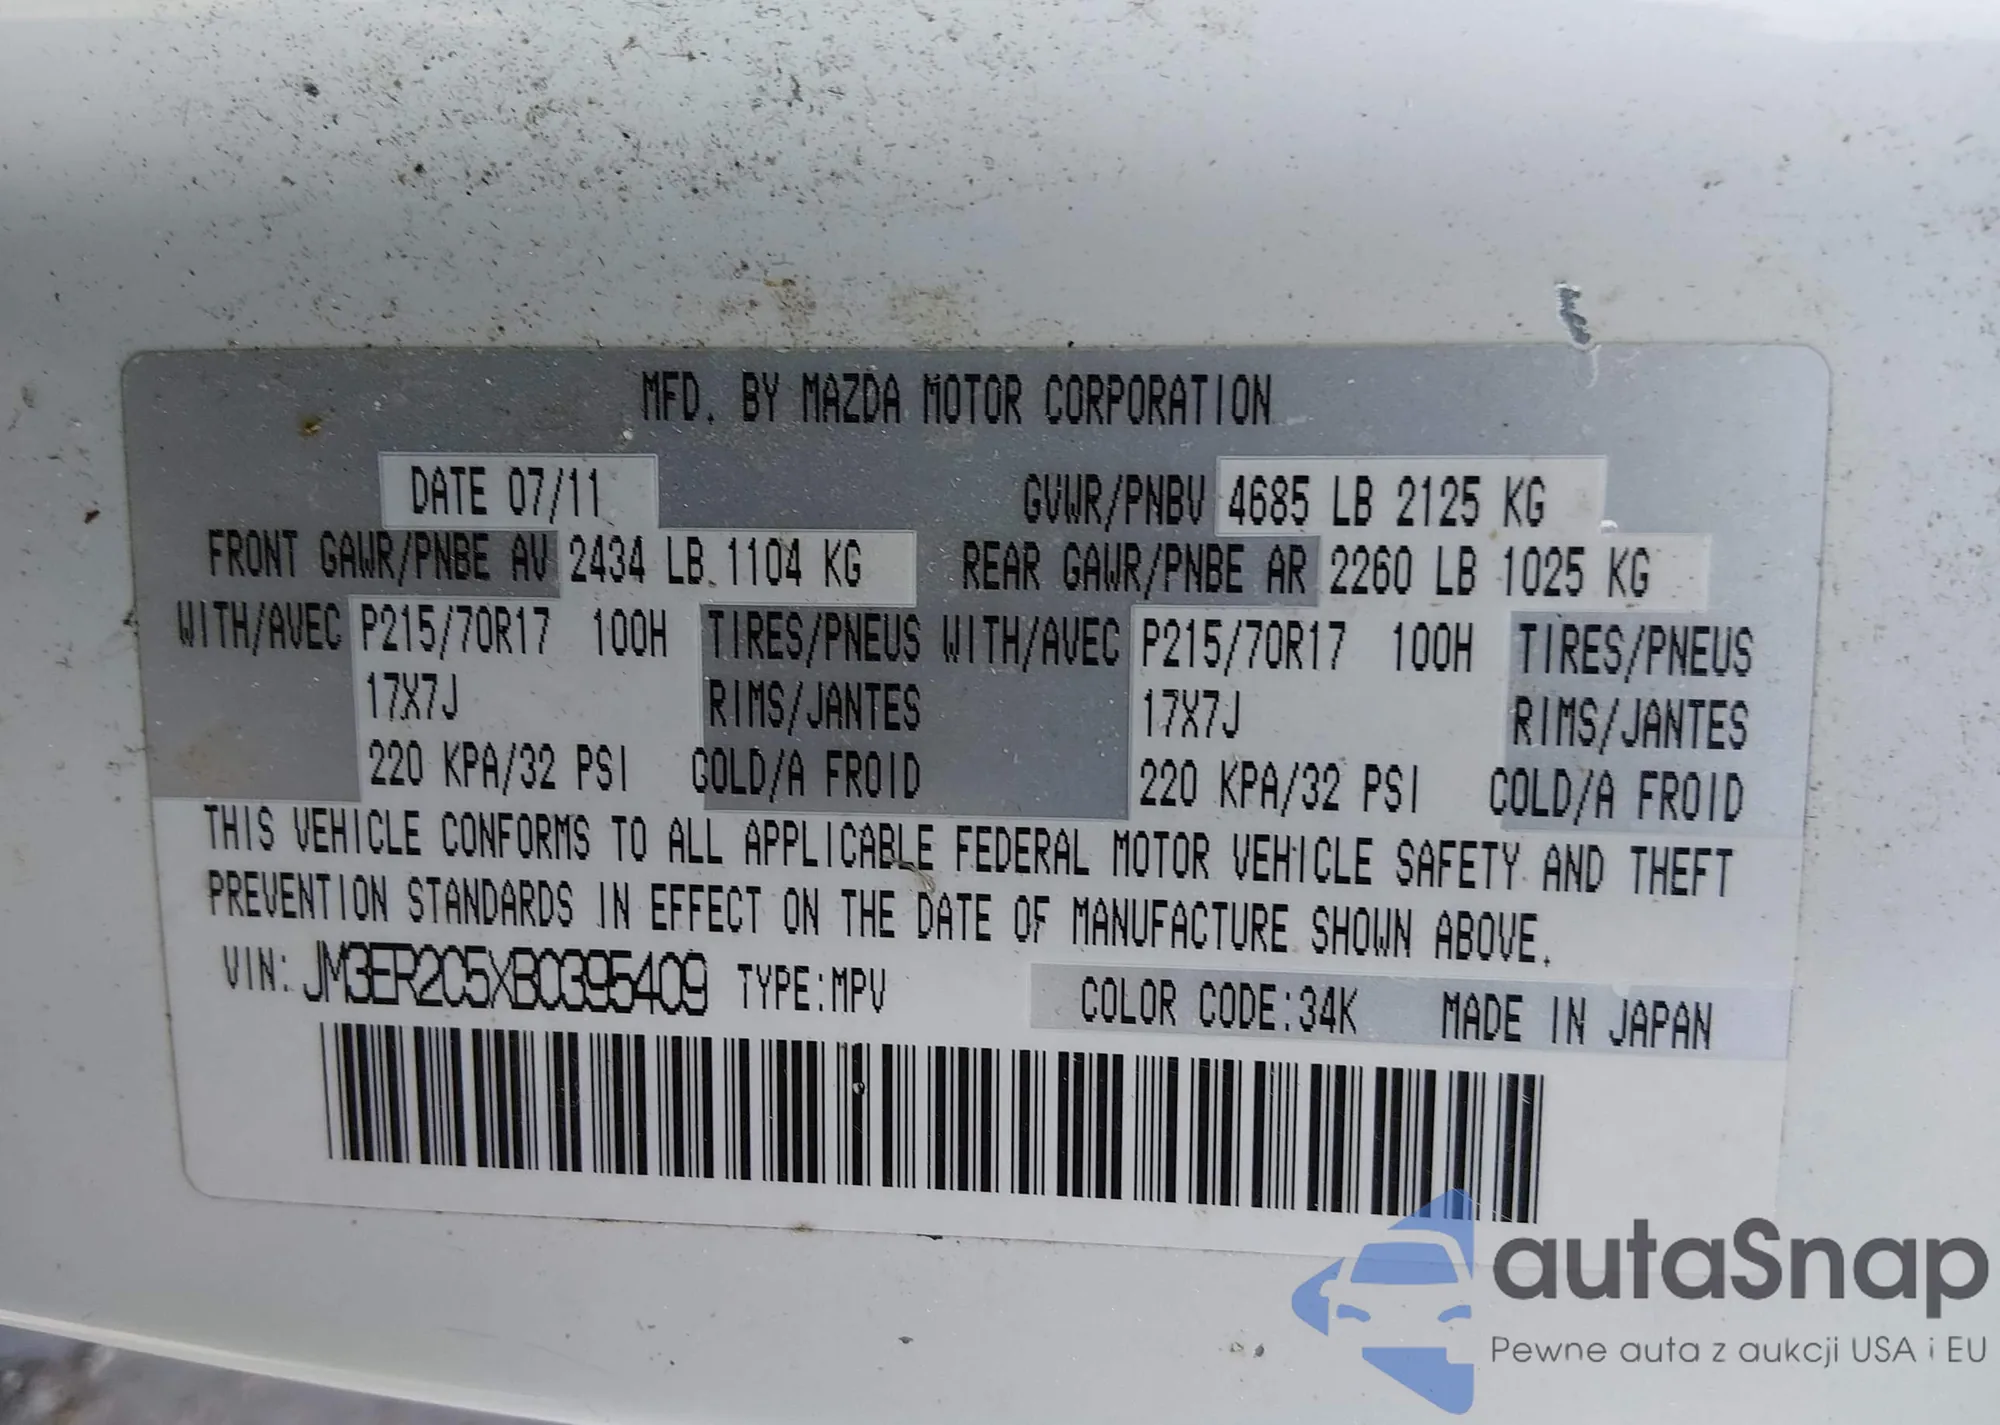 MFD. BY MAZDA MOTOR CORPORATION
DATE 07/11 GVWR/PNBV 4685 LB 2125 KG
FRONT GAWR/PNBE AV 2434 LB 1104 KG REAR GAWR/PNBE AR 2260 LB 1025 KG
WITH/AVEC P215/70R17 100H TIRES/PNEUS WITH/AVEC P215/70R17 100H TIRES/PNEUS
17X7J RIMS/JANTES 17X7J RIMS/JANTES
220 KPA/32 PSI COLD/A FROID 220 KPA/32 PSI COLD/A FROID
THIS VEHICLE CONFORMS TO ALL APPLICABLE FEDERAL MOTOR VEHICLE SAFETY AND THEFT
PREVENTION STANDARDS IN EFFECT ON THE DATE OF MANUFACTURE SHOWN ABOVE.
VIN: JM3ER2C5XB0395409 TYPE:MPV COLOR CODE:34K MADE IN JAPAN
autaSnap
Pewne auta z aukcji USA i EU